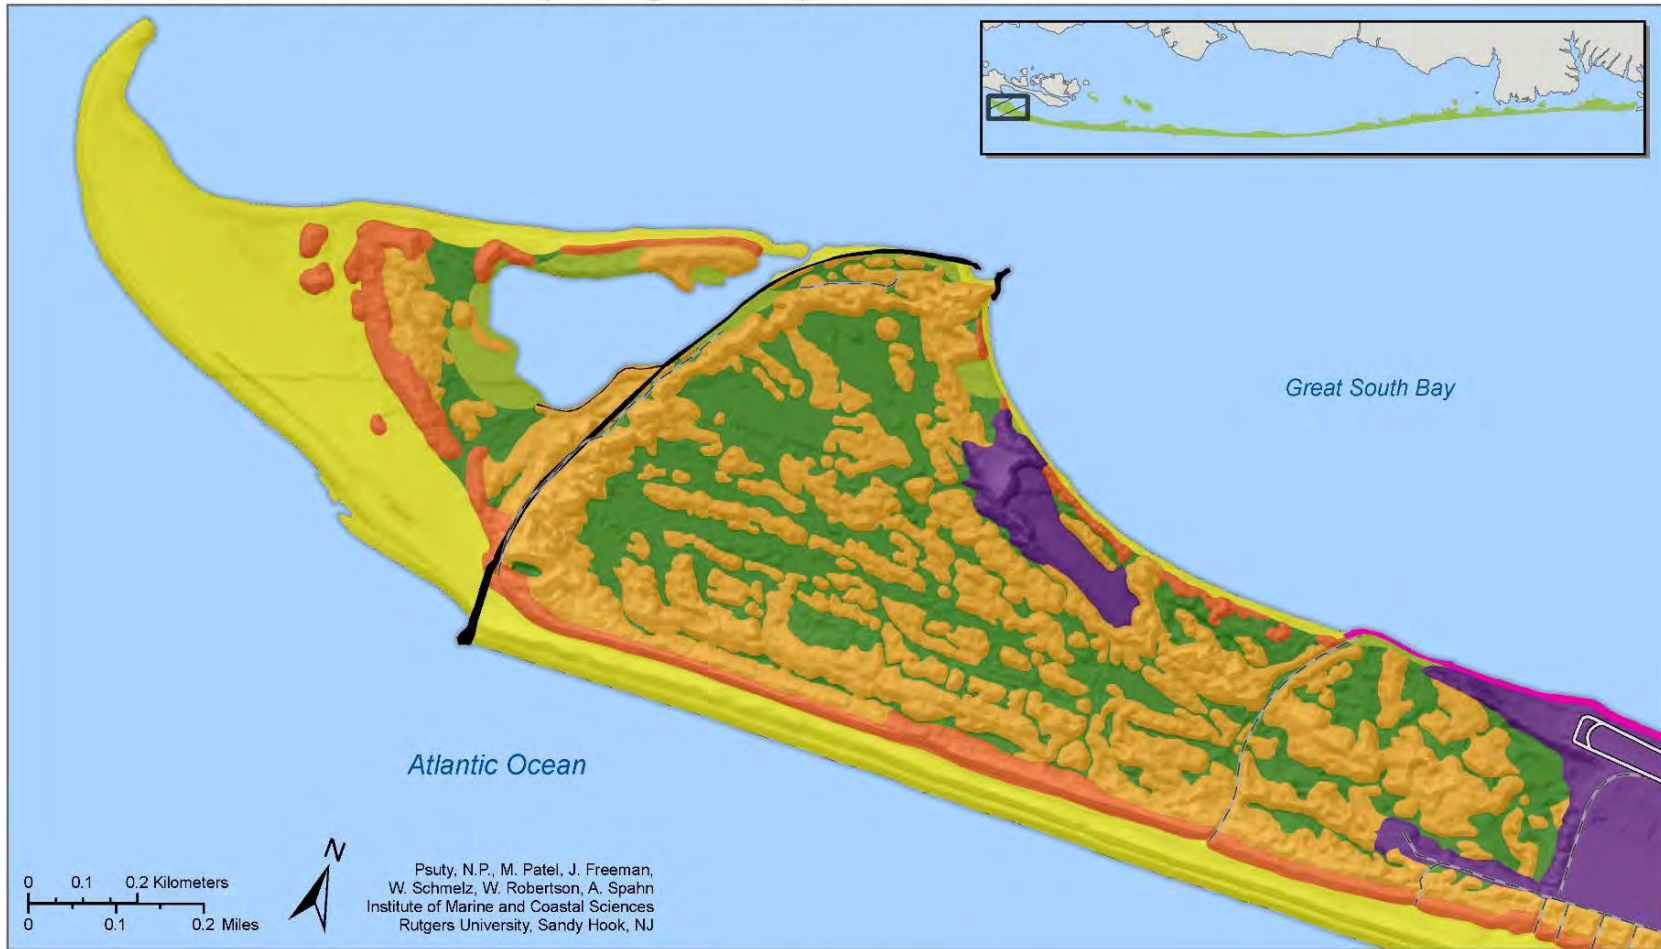 Great South Bay
Atlantic Ocean
N
0 0.1 0.2 Kilometers
0 0.1 0.2 Miles
Psuty, N.P., M. Patel, J. Freeman,
W. Schmelz, W. Robertson, A. Spahn
Institute of Marine and Coastal Sciences
Rutgers University, Sandy Hook, NJ